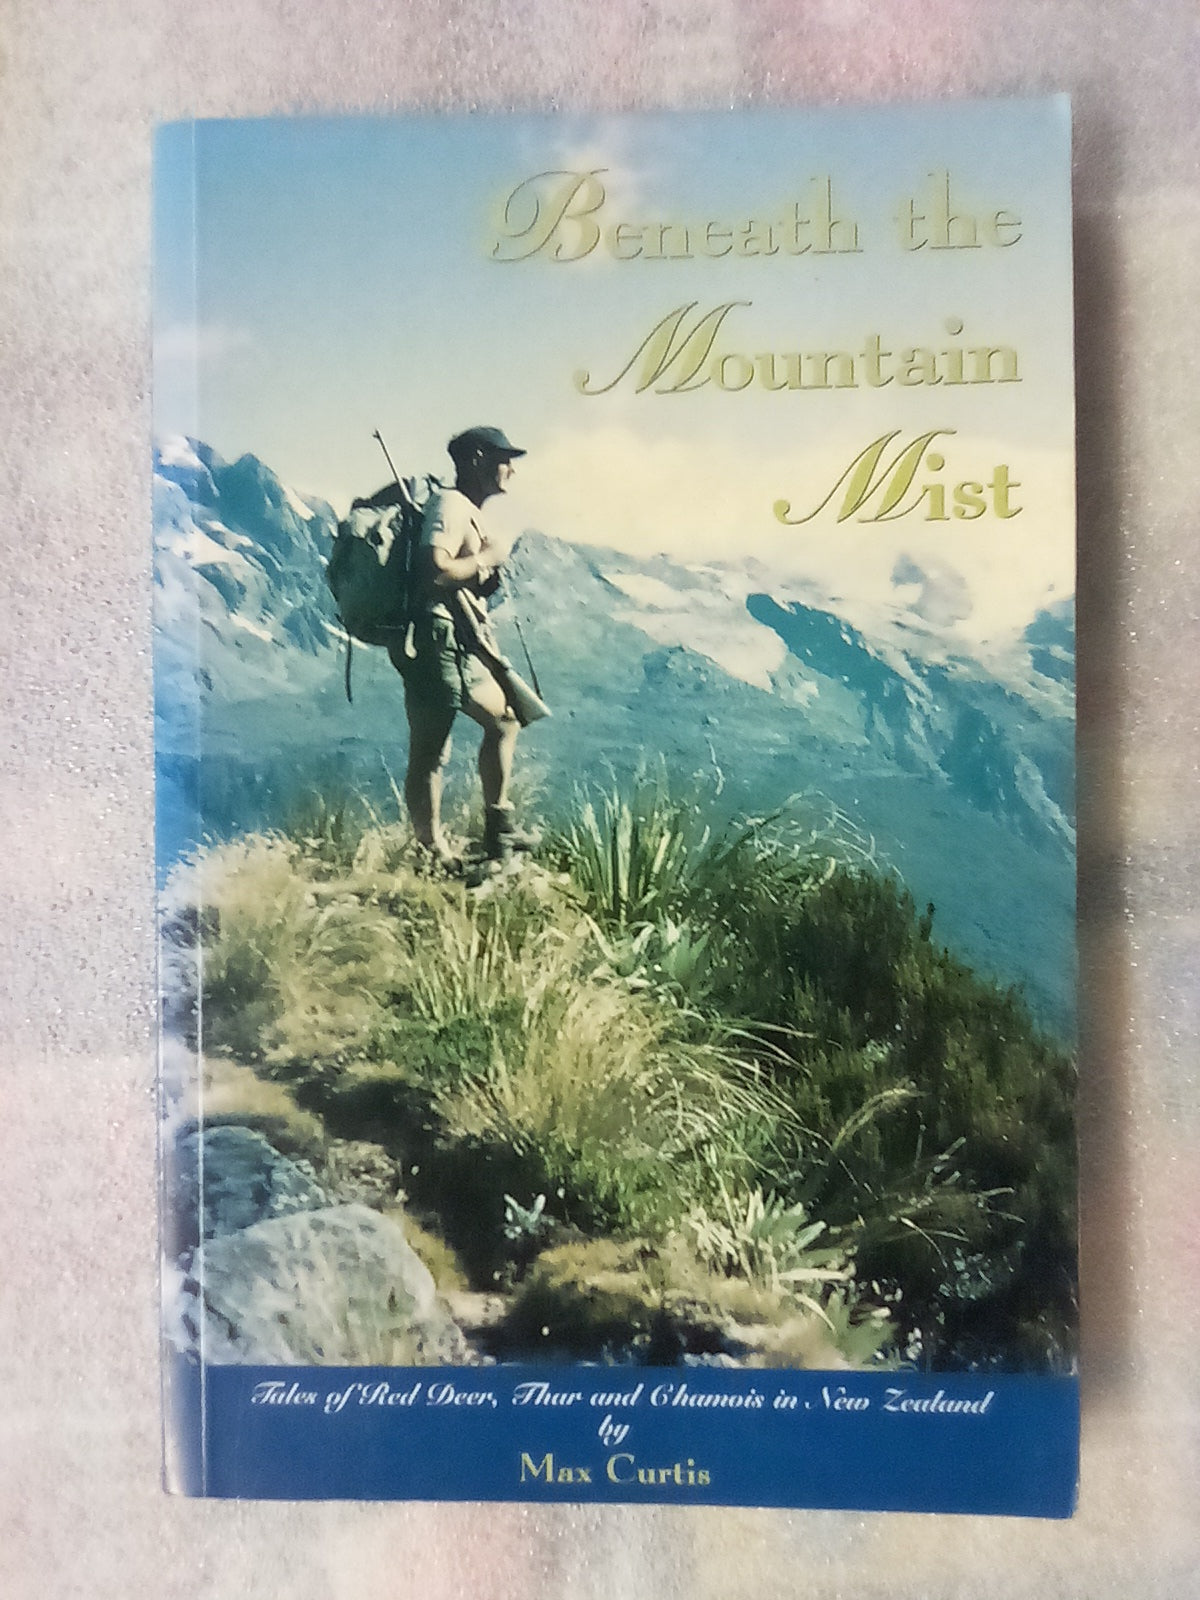 Beneath the
Mountain
Mist
Tales of Red Deer, Thar and Chamois in New Zealand
by
Max Curtis